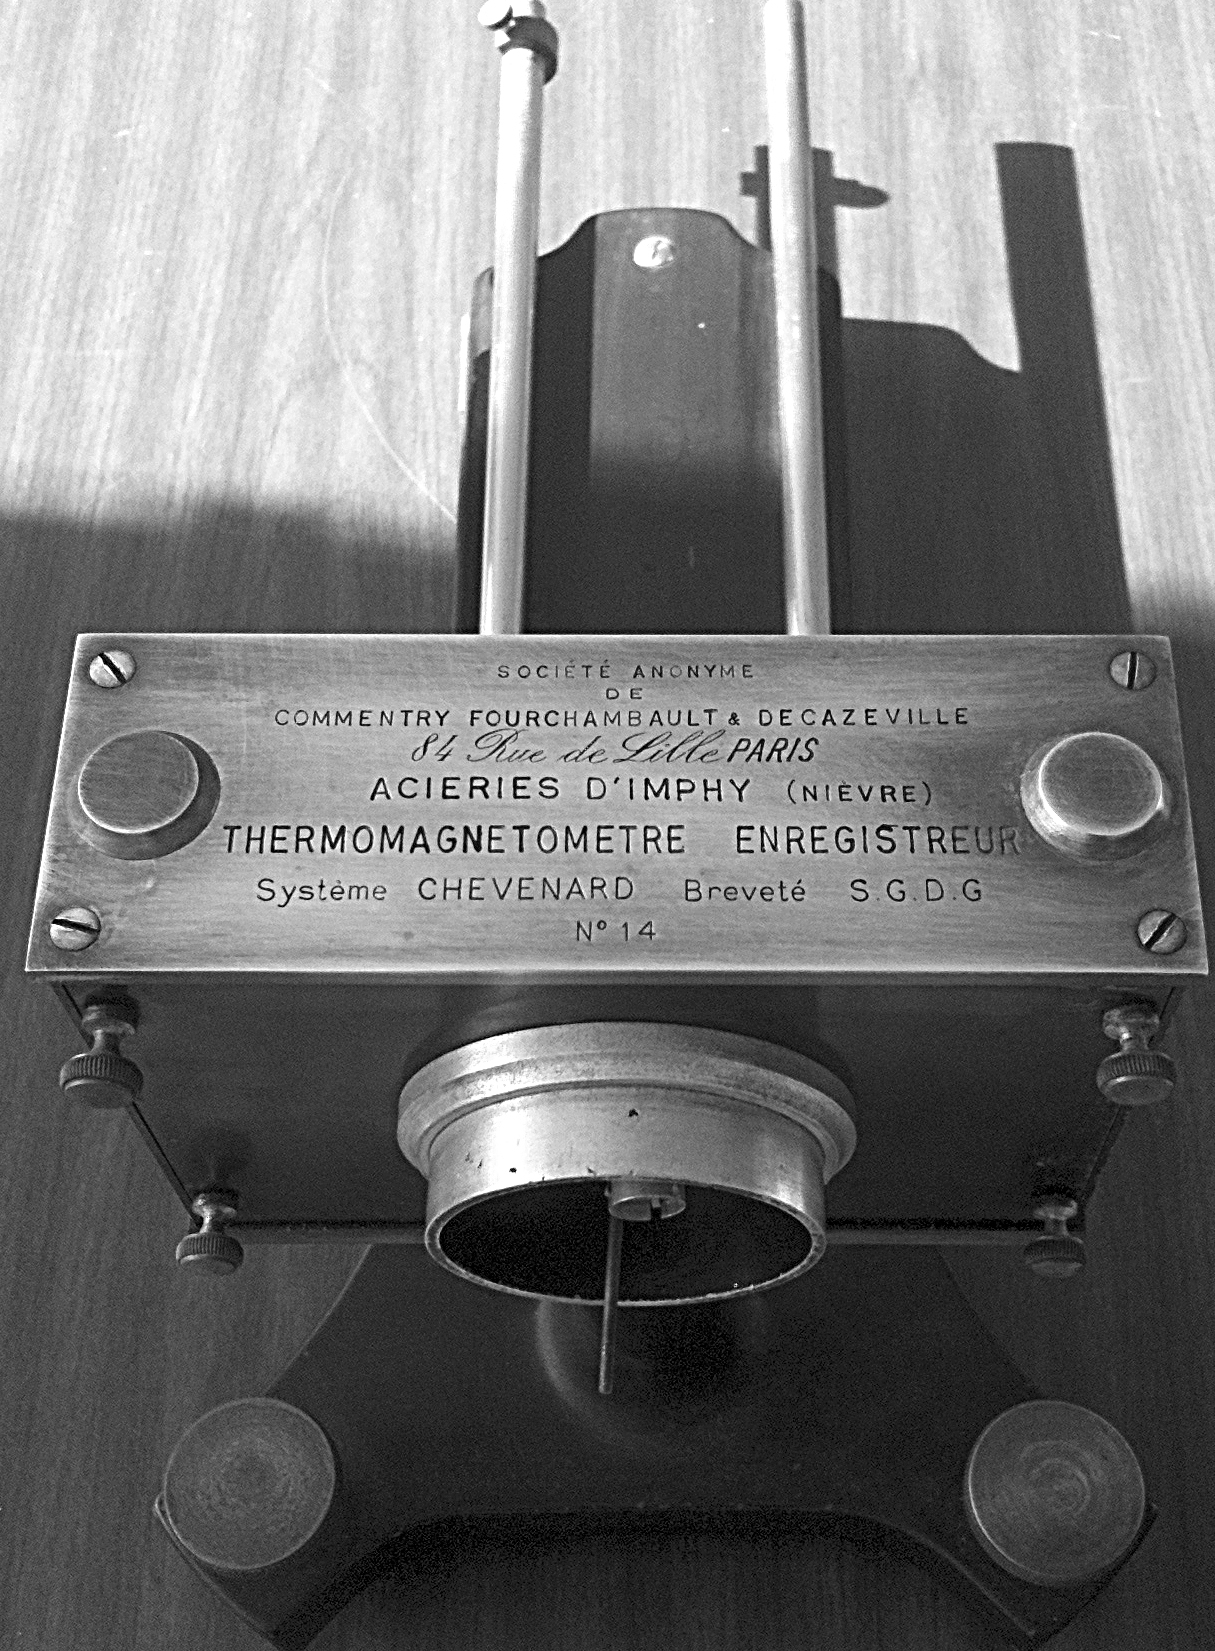 SOCIÉTÉ ANONYME
DE
COMMENTRY FOURCHAMBAULT & DECAZEVILLE
84 Rue de Lille PARIS
ACIERIES D'IMPHY (NIÈVRE)
THERMOMAGNETOMETRE ENREGISTREUR
Système CHEVENARD Breveté S.G.D.G
Nº 14